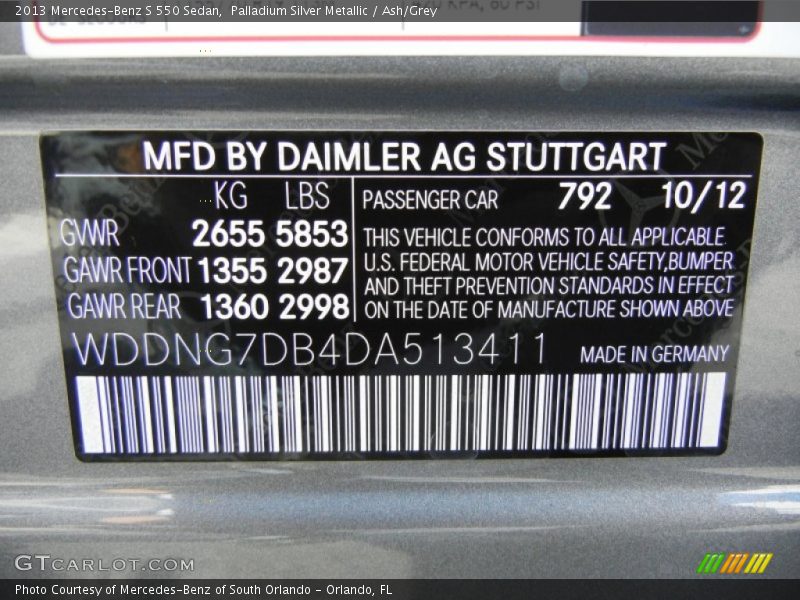 2013 Mercedes-Benz S 550 Sedan, Palladium Silver Metallic / Ash/Grey
MFD BY DAIMLER AG STUTTGART
KG LBS
GVWR 2655 5853
GAWR FRONT 1355 2987
GAWR REAR 1360 2998
PASSENGER CAR 792 10/12
THIS VEHICLE CONFORMS TO ALL APPLICABLE
U.S. FEDERAL MOTOR VEHICLE SAFETY,BUMPER
AND THEFT PREVENTION STANDARDS IN EFFECT
ON THE DATE OF MANUFACTURE SHOWN ABOVE
WDDNG7DB4DA513411 MADE IN GERMANY
GTCARLOT.COM
Photo Courtesy of Mercedes-Benz of South Orlando - Orlando, FL